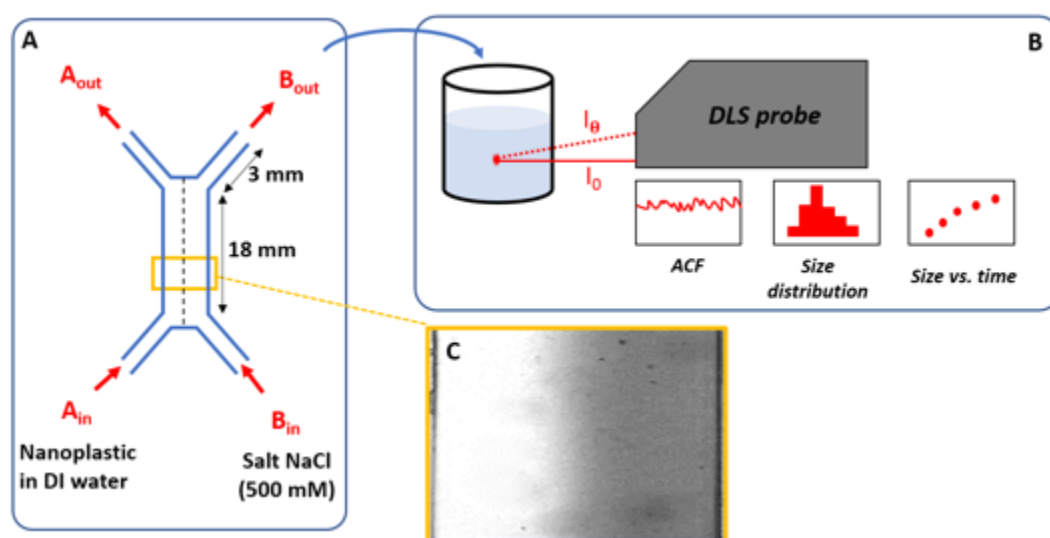 A
A_out
B_out
3 mm
18 mm
A_in
B_in
Nanoplastic
in DI water
Salt NaCl
(500 mM)
B
I_θ
I_0
DLS probe
ACF
Size
distribution
Size vs. time
C